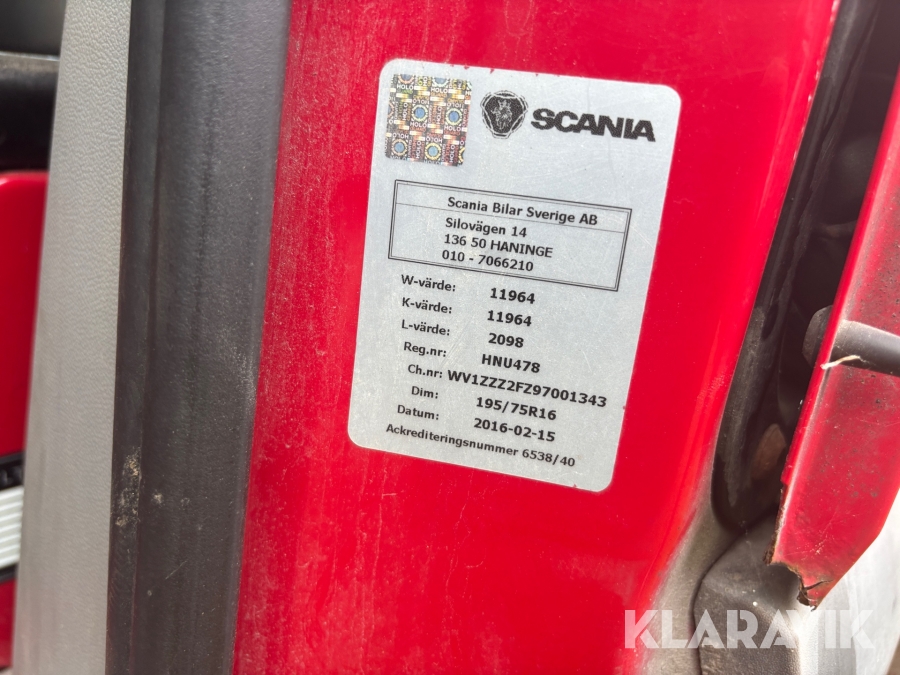 HOLO
SCANIA
Scania Bilar Sverige AB
Silovägen 14
136 50 HANINGE
010 - 7066210
W-värde: 11964
K-värde: 11964
L-värde: 2098
Reg.nr: HNU478
Ch.nr: WV1ZZZ2FZ97001343
Dim: 195/75R16
Datum: 2016-02-15
Ackrediteringsnummer 6538/40
KLARAVIK